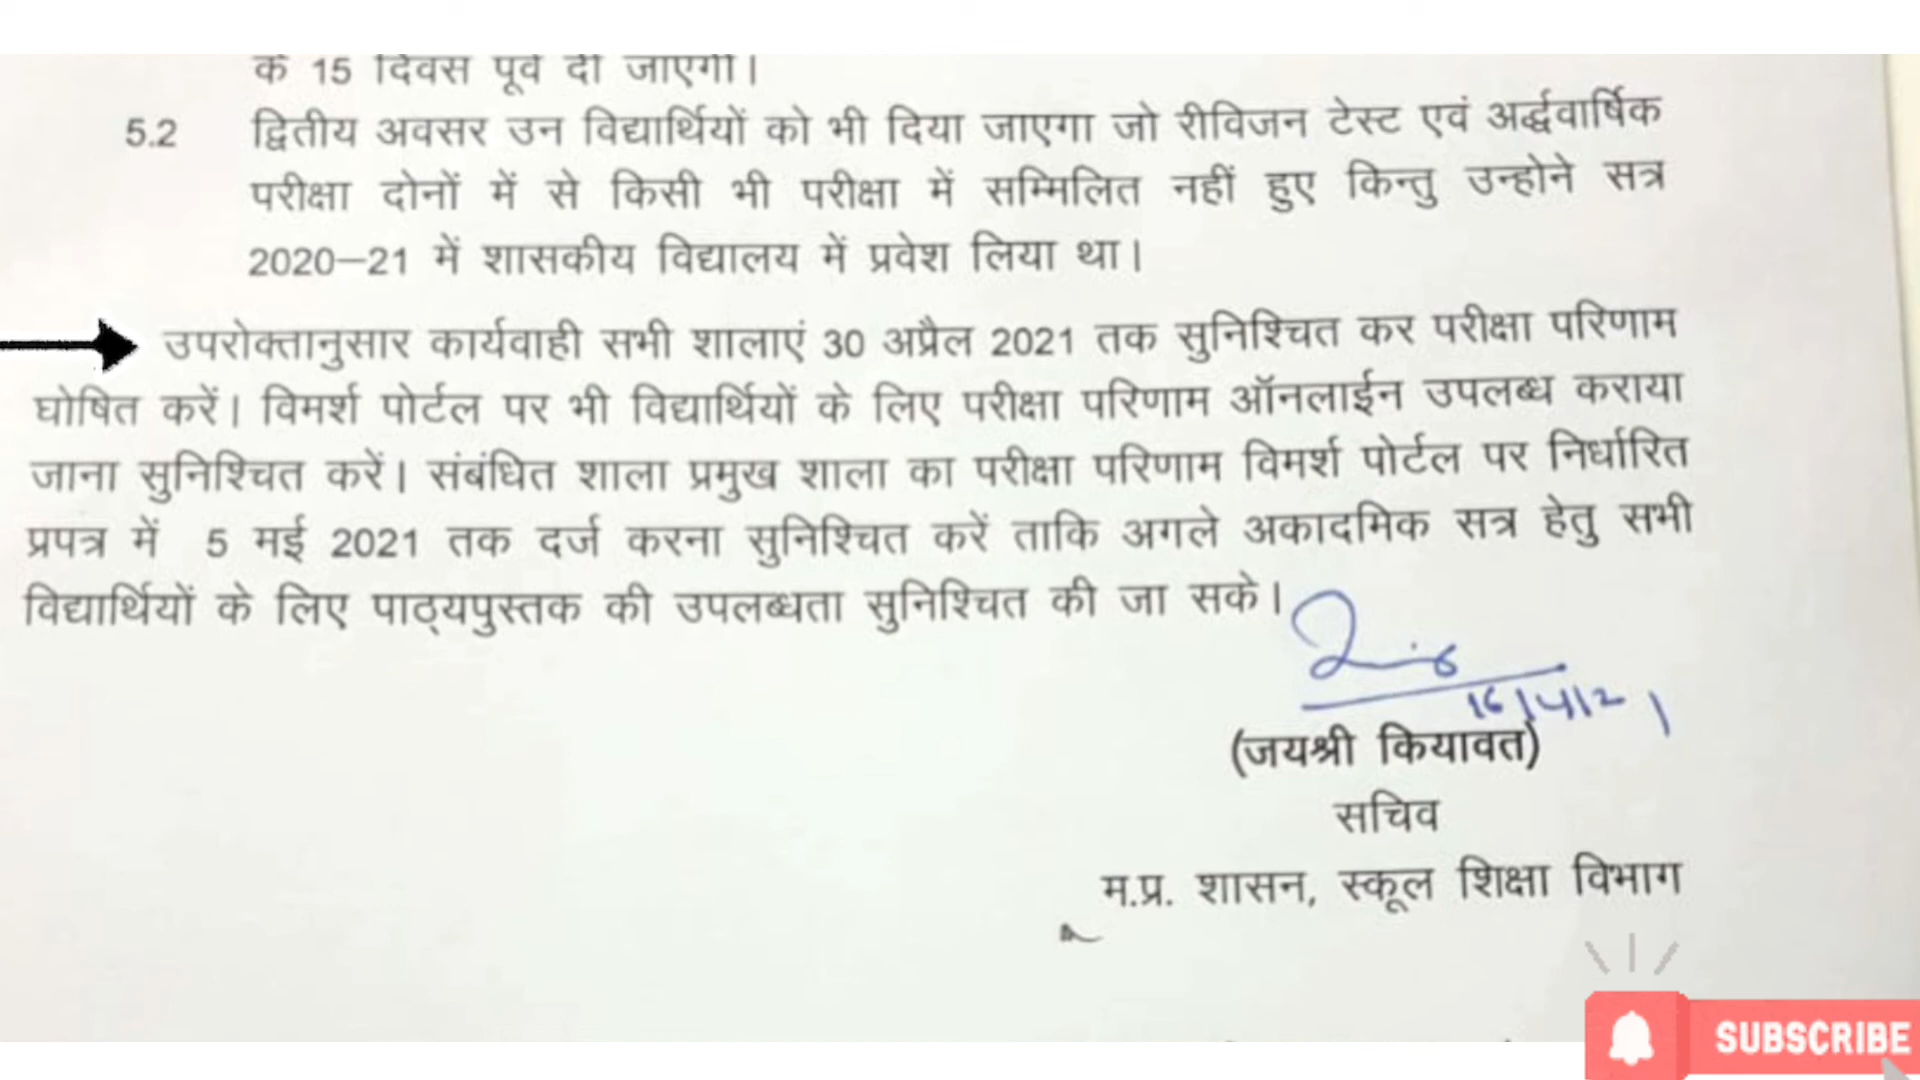 के 15 दिवस पूर्व दी जाएगी।
5.2 द्वितीय अवसर उन विद्यार्थियों को भी दिया जाएगा जो रीविजन टेस्ट एवं अर्द्धवार्षिक
परीक्षा दोनों में से किसी भी परीक्षा में सम्मिलित नहीं हुए किन्तु उन्होने सत्र
2020–21 में शासकीय विद्यालय में प्रवेश लिया था।
उपरोक्तानुसार कार्यवाही सभी शालाएं 30 अप्रैल 2021 तक सुनिश्चित कर परीक्षा परिणाम
घोषित करें। विमर्श पोर्टल पर भी विद्यार्थियों के लिए परीक्षा परिणाम ऑनलाईन उपलब्ध कराया
जाना सुनिश्चित करें। संबंधित शाला प्रमुख शाला का परीक्षा परिणाम विमर्श पोर्टल पर निर्धारित
प्रपत्र में 5 मई 2021 तक दर्ज करना सुनिश्चित करें ताकि अगले अकादमिक सत्र हेतु सभी
विद्यार्थियों के लिए पाठ्यपुस्तक की उपलब्धता सुनिश्चित की जा सके।
16/4/21
(जयश्री कियावत)
सचिव
म.प्र. शासन, स्कूल शिक्षा विभाग
SUBSCRIBE